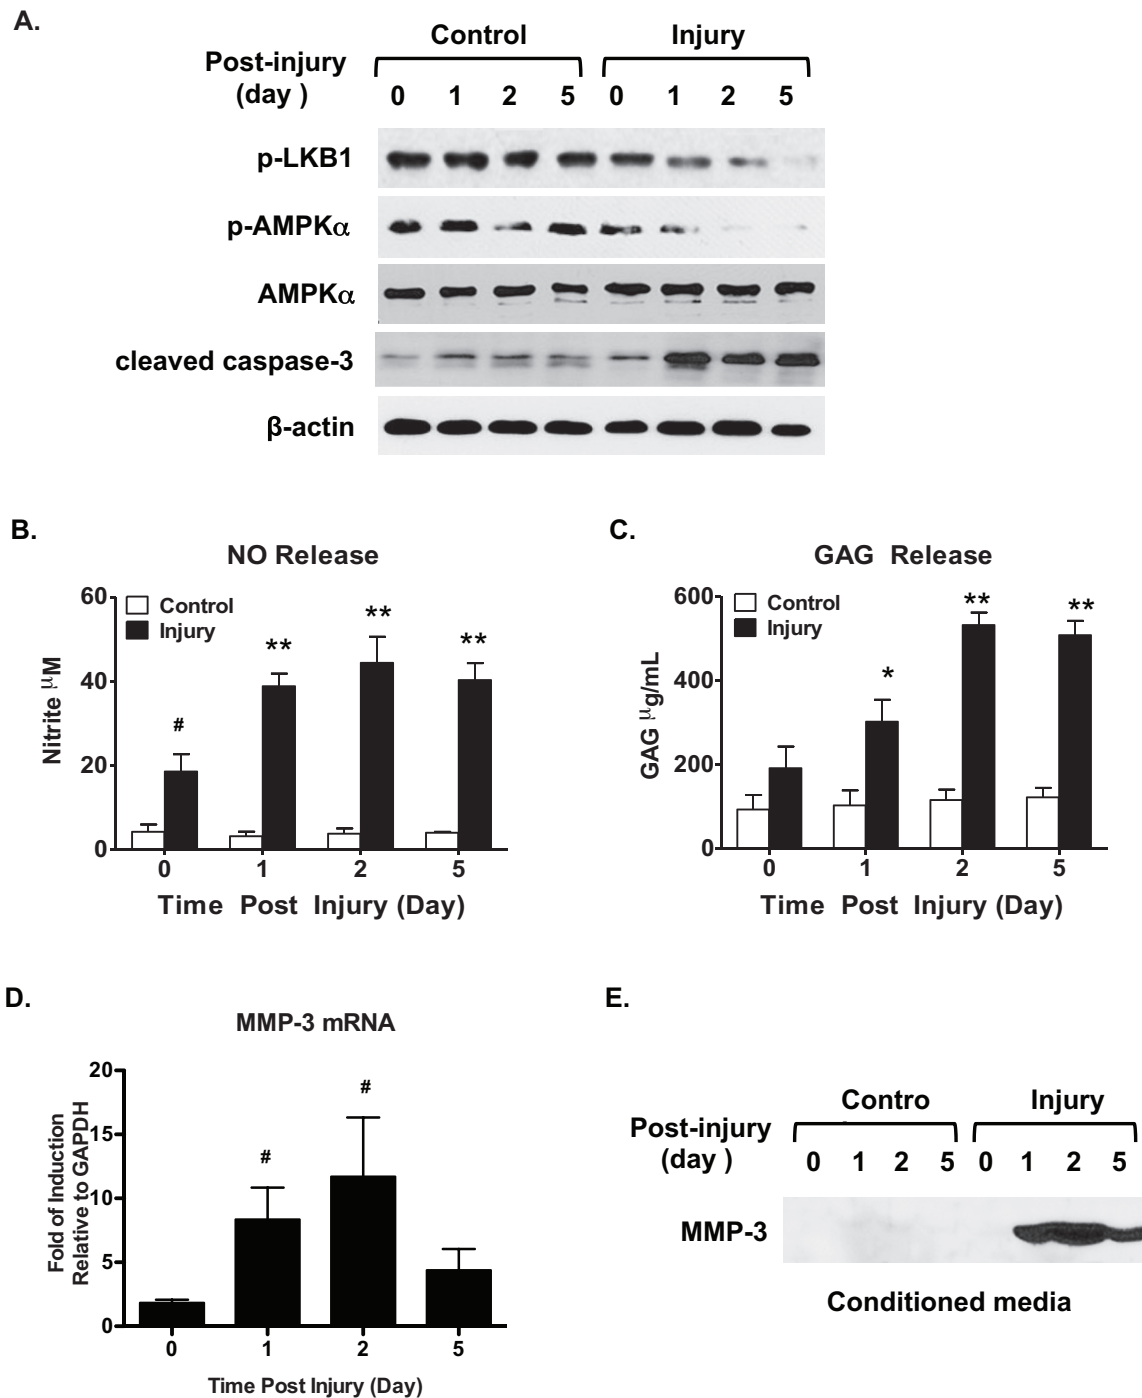 A.
Control Injury
Post-injury
(day ) 0 1 2 5 0 1 2 5
p-LKB1
p-AMPKα
AMPKα
cleaved caspase-3
β-actin
B.
NO Release
60
40
20
0
Nitrite μM
Control
Injury
#
**
**
**
0 1 2 5
Time Post Injury (Day)
C.
GAG Release
600
400
200
0
GAG μg/mL
Control
Injury
*
**
**
0 1 2 5
Time Post Injury (Day)
D.
MMP-3 mRNA
20
15
10
5
0
Fold of Induction
Relative to GAPDH
#
#
0 1 2 5
Time Post Injury (Day)
E.
Contro Injury
Post-injury
(day ) 0 1 2 5 0 1 2 5
MMP-3
Conditioned media